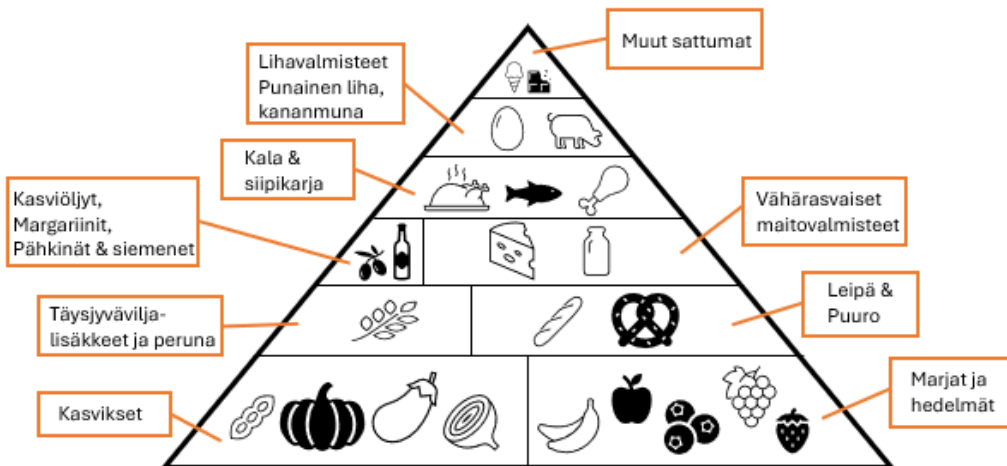 Muut sattumat
Lihavalmisteet
Punainen liha,
kananmuna
Kala &
siipikarja
Kasviöljyt,
Margariinit,
Pähkinät & siemenet
Vähärasvaiset
maitovalmisteet
Täysjyvävilja-
lisäkkeet ja peruna
Leipä &
Puuro
Kasvikset
Marjat ja
hedelmät